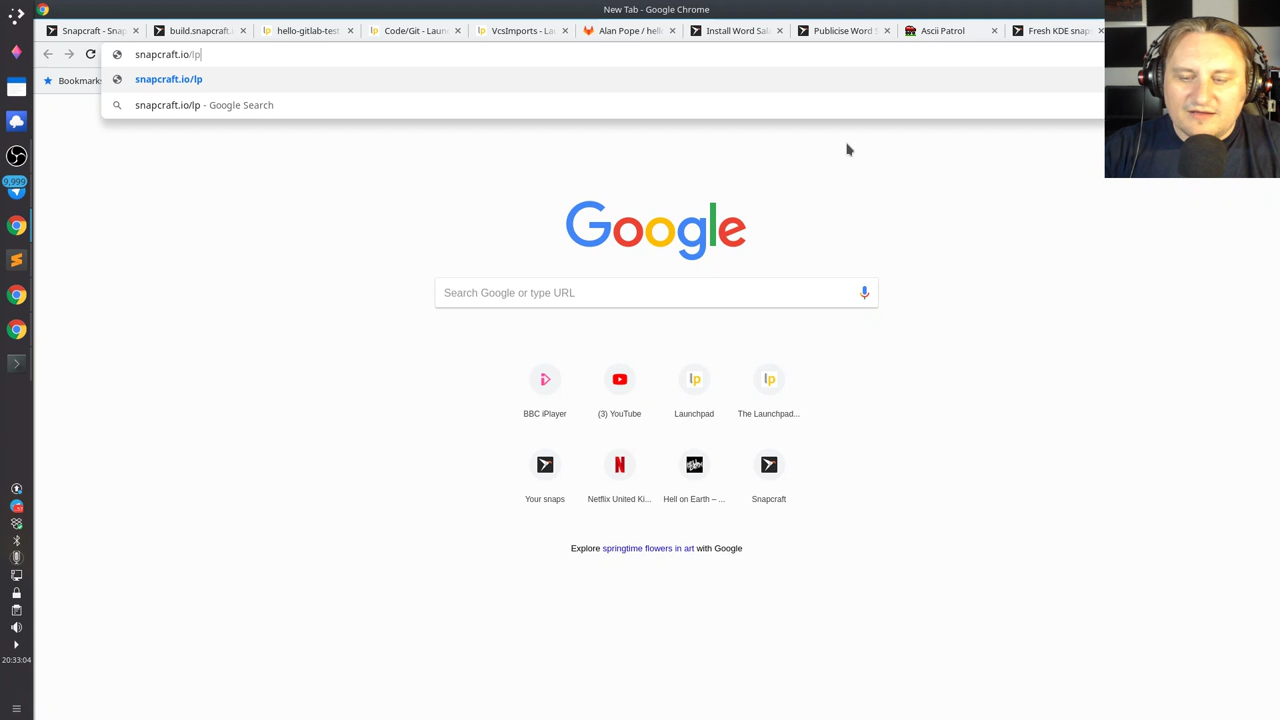 New Tab - Google Chrome
Snapcraft - Snap
build.snapcraft.i
hello-gitlab-test
Code/Git - Laun
VcsImports - Lau
Alan Pope / hell
Install Word Sal
Publicise Word S
Ascii Patrol
Fresh KDE snap
snapcraft.io/lp
Bookmarks
snapcraft.io/lp
snapcraft.io/lp - Google Search
9,999
Google
Search Google or type URL
BBC iPlayer
(3) YouTube
Launchpad
The Launchpad...
Your snaps
Netflix United Ki...
Hell on Earth – ...
Snapcraft
Explore springtime flowers in art with Google
20:33:04